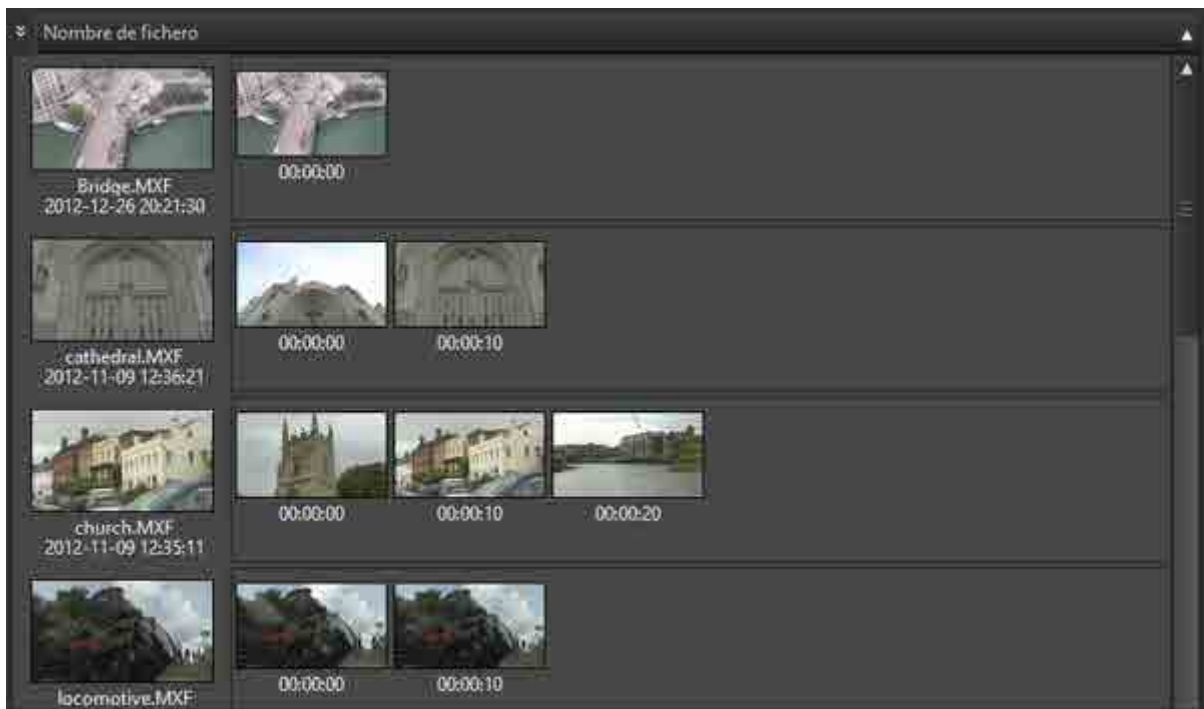 Nombre de fichero
00:00:00
Bridge.MXF
2012-12-26 20:21:30
00:00:00
00:00:10
cathedral.MXF
2012-11-09 12:36:21
00:00:00
00:00:10
00:00:20
church.MXF
2012-11-09 12:35:11
00:00:00
00:00:10
locomotive.MXF